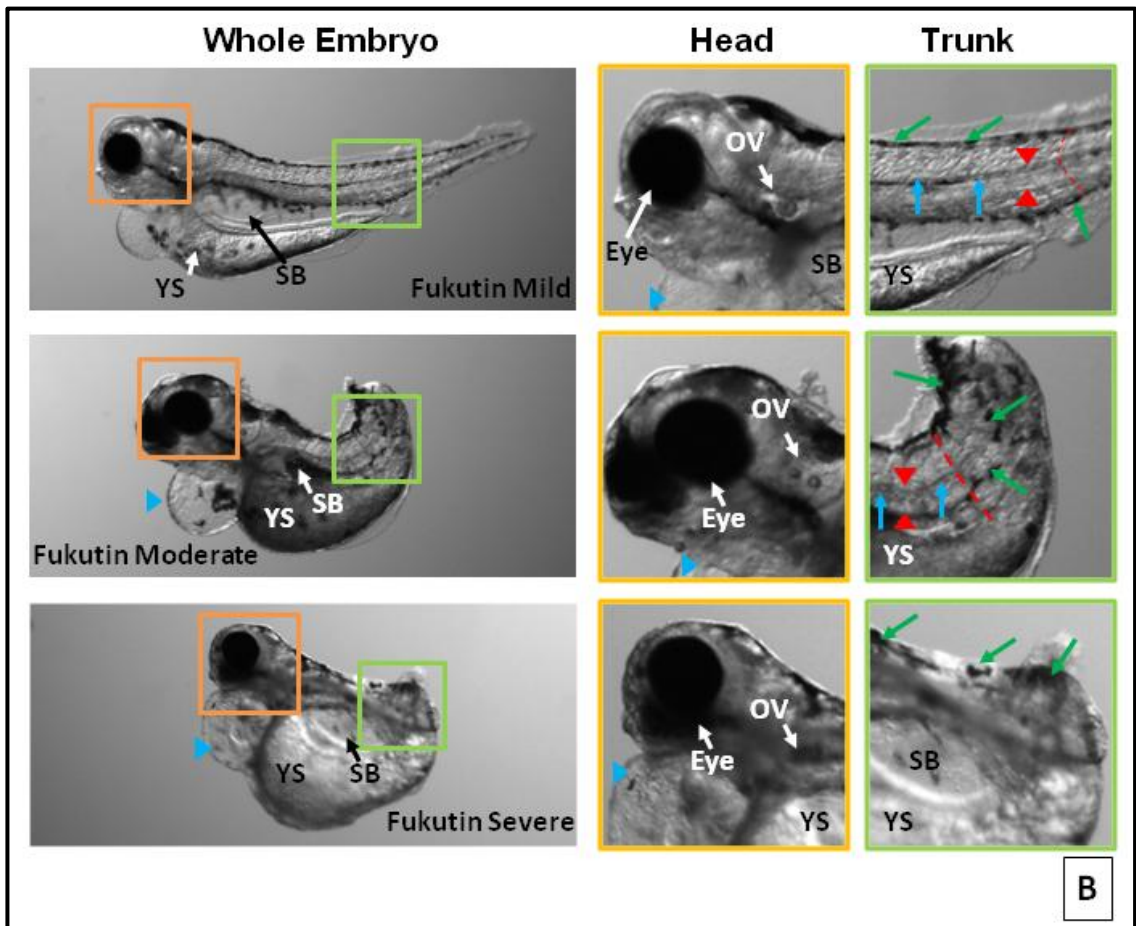 Whole Embryo
Head
Trunk
YS
SB
Fukutin Mild
OV
Eye
SB
YS
SB
YS
Fukutin Moderate
OV
Eye
YS
YS
SB
Fukutin Severe
OV
Eye
YS
SB
YS
B